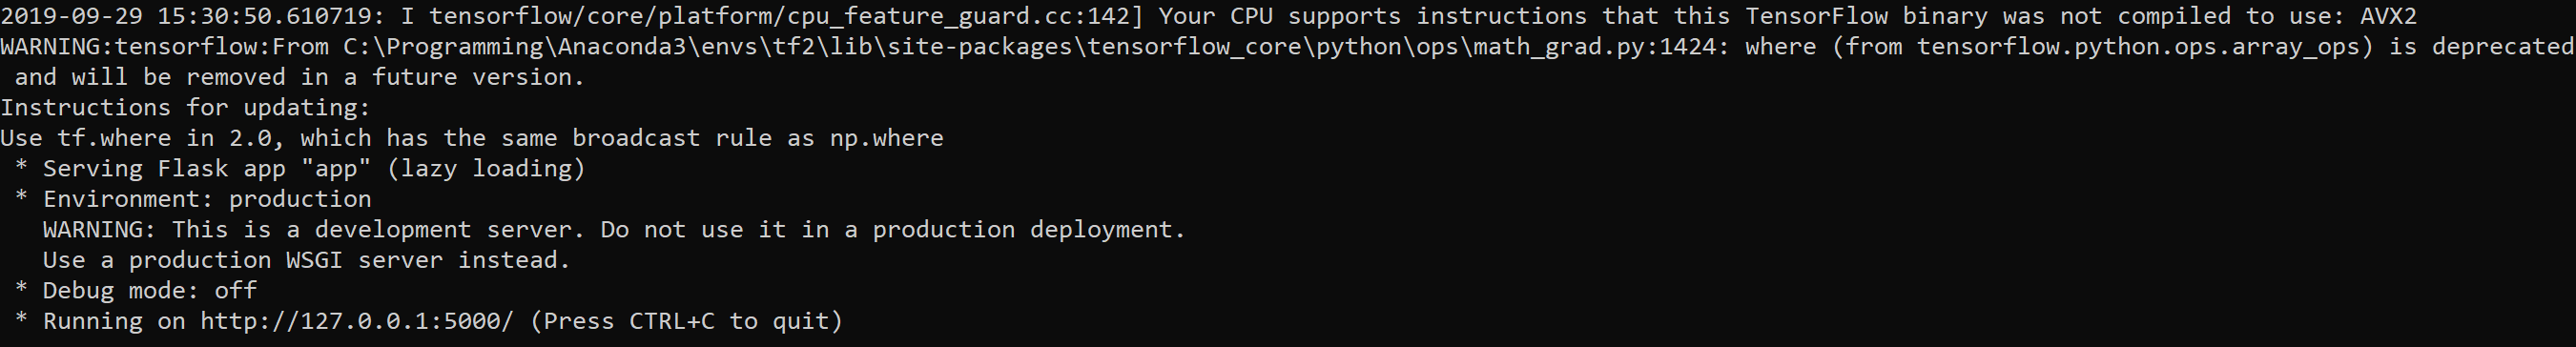 2019-09-29 15:30:50.610719: I tensorflow/core/platform/cpu_feature_guard.cc:142] Your CPU supports instructions that this TensorFlow binary was not compiled to use: AVX2
WARNING:tensorflow:From C:\Programming\Anaconda3\envs\tf2\lib\site-packages\tensorflow_core\python\ops\math_grad.py:1424: where (from tensorflow.python.ops.array_ops) is deprecated
 and will be removed in a future version.
Instructions for updating:
Use tf.where in 2.0, which has the same broadcast rule as np.where
 * Serving Flask app "app" (lazy loading)
 * Environment: production
   WARNING: This is a development server. Do not use it in a production deployment.
   Use a production WSGI server instead.
 * Debug mode: off
 * Running on http://127.0.0.1:5000/ (Press CTRL+C to quit)